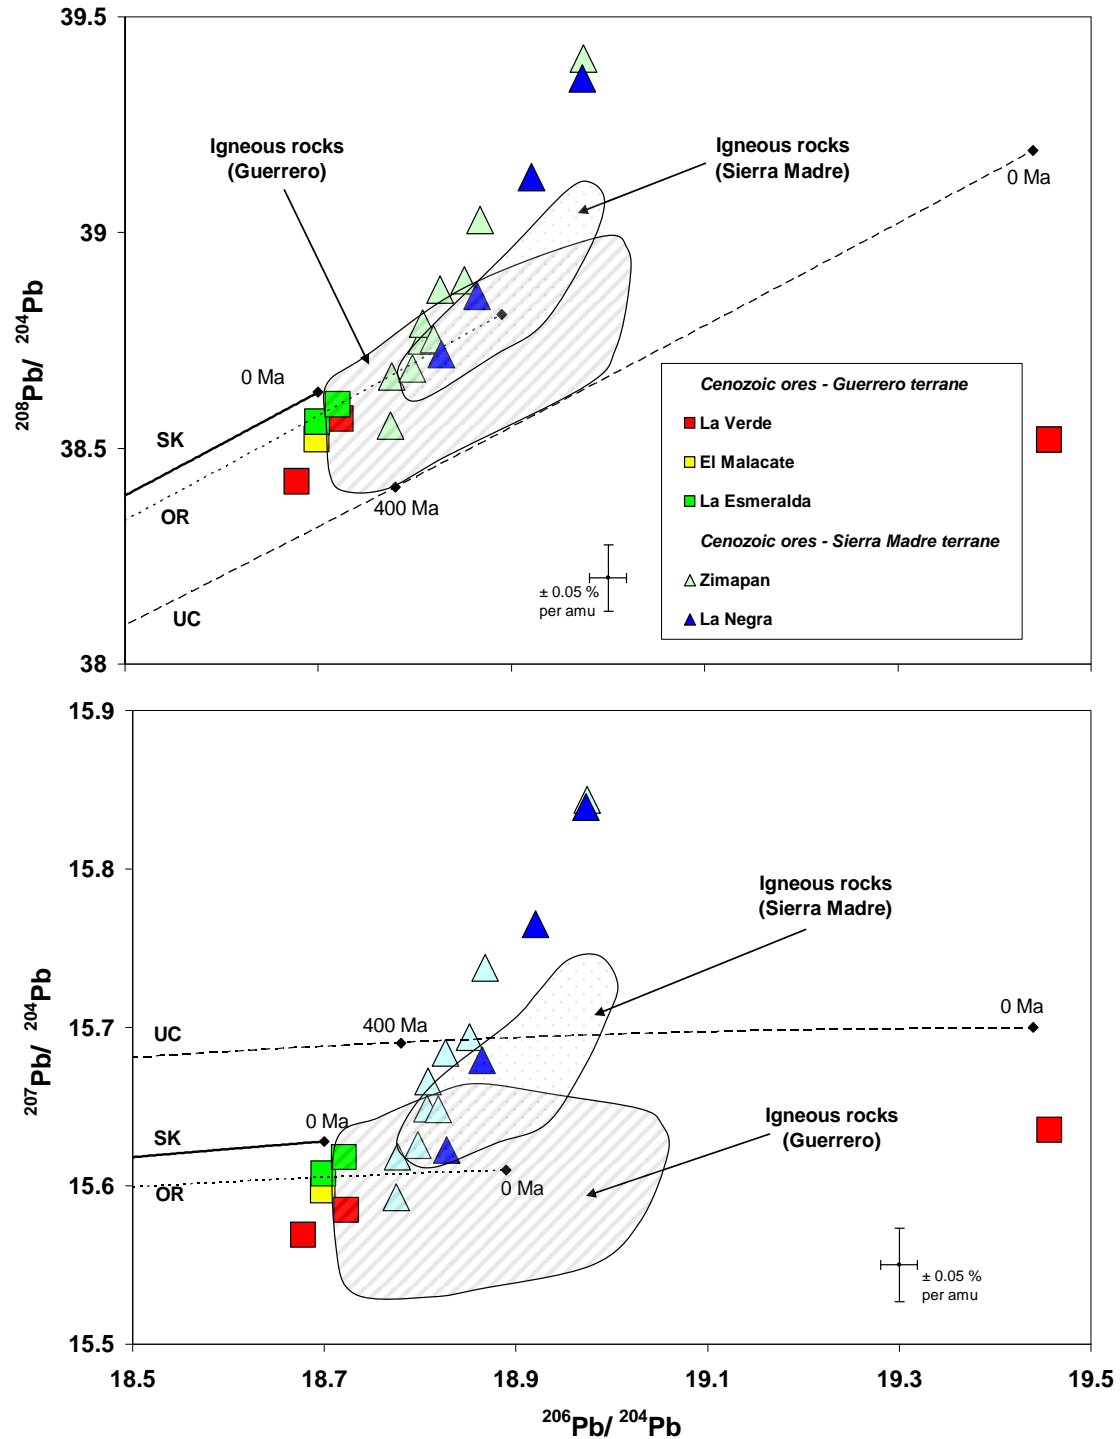 39.5
Igneous rocks
(Guerrero)
Igneous rocks
(Sierra Madre)
0 Ma
39
208Pb/ 204Pb
0 Ma
SK
38.5
OR
400 Ma
UC
± 0.05 %
per amu
38
Cenozoic ores - Guerrero terrane
La Verde
El Malacate
La Esmeralda
Cenozoic ores - Sierra Madre terrane
Zimapan
La Negra
15.9
15.8
Igneous rocks
(Sierra Madre)
207Pb/ 204Pb
15.7
UC
400 Ma
0 Ma
SK
0 Ma
Igneous rocks
(Guerrero)
15.6
OR
0 Ma
± 0.05 %
per amu
15.5
18.5 18.7 18.9 19.1 19.3 19.5
206Pb/ 204Pb